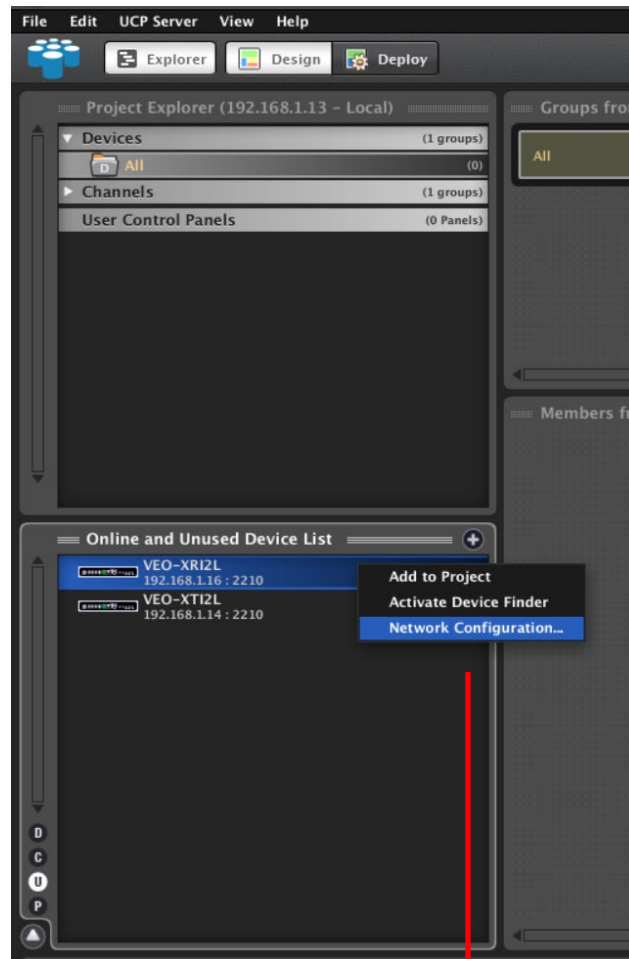 File Edit UCP Server View Help
Explorer Design Deploy
Project Explorer (192.168.1.13 – Local)
Devices (1 groups)
D All (0)
Channels (1 groups)
User Control Panels (0 Panels)
Groups fro
All
Members f
Online and Unused Device List
VEO-XRI2L
192.168.1.16 : 2210
VEO-XTI2L
192.168.1.14 : 2210
Add to Project
Activate Device Finder
Network Configuration...
D
C
U
P